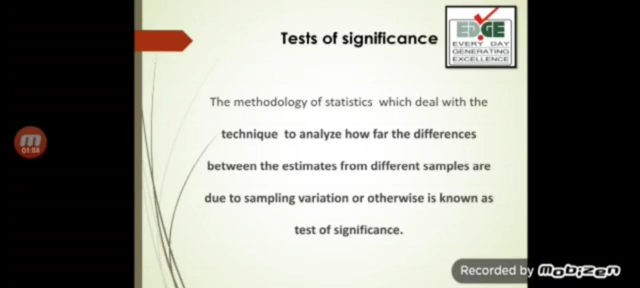 Tests of significance
EDGE
EVERY DAY
GENERATING
EXCELLENCE
The methodology of statistics which deal with the
technique to analyze how far the differences
between the estimates from different samples are
due to sampling variation or otherwise is known as
test of significance.
m
Recorded by mobizen